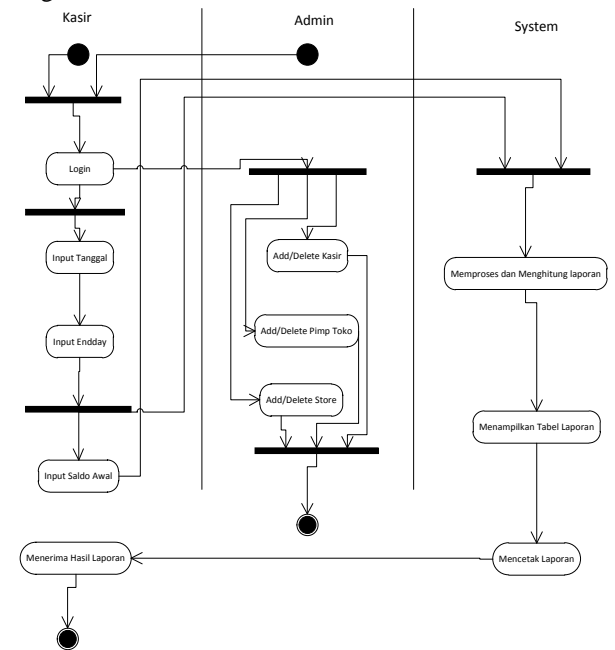 Kasir
Admin
System
Login
Input Tanggal
Add/Delete Kasir
Memproses dan Menghitung laporan
Input Endday
Add/Delete Pimp Toko
Add/Delete Store
Menampilkan Tabel Laporan
Input Saldo Awal
Menerima Hasil Laporan
Mencetak Laporan